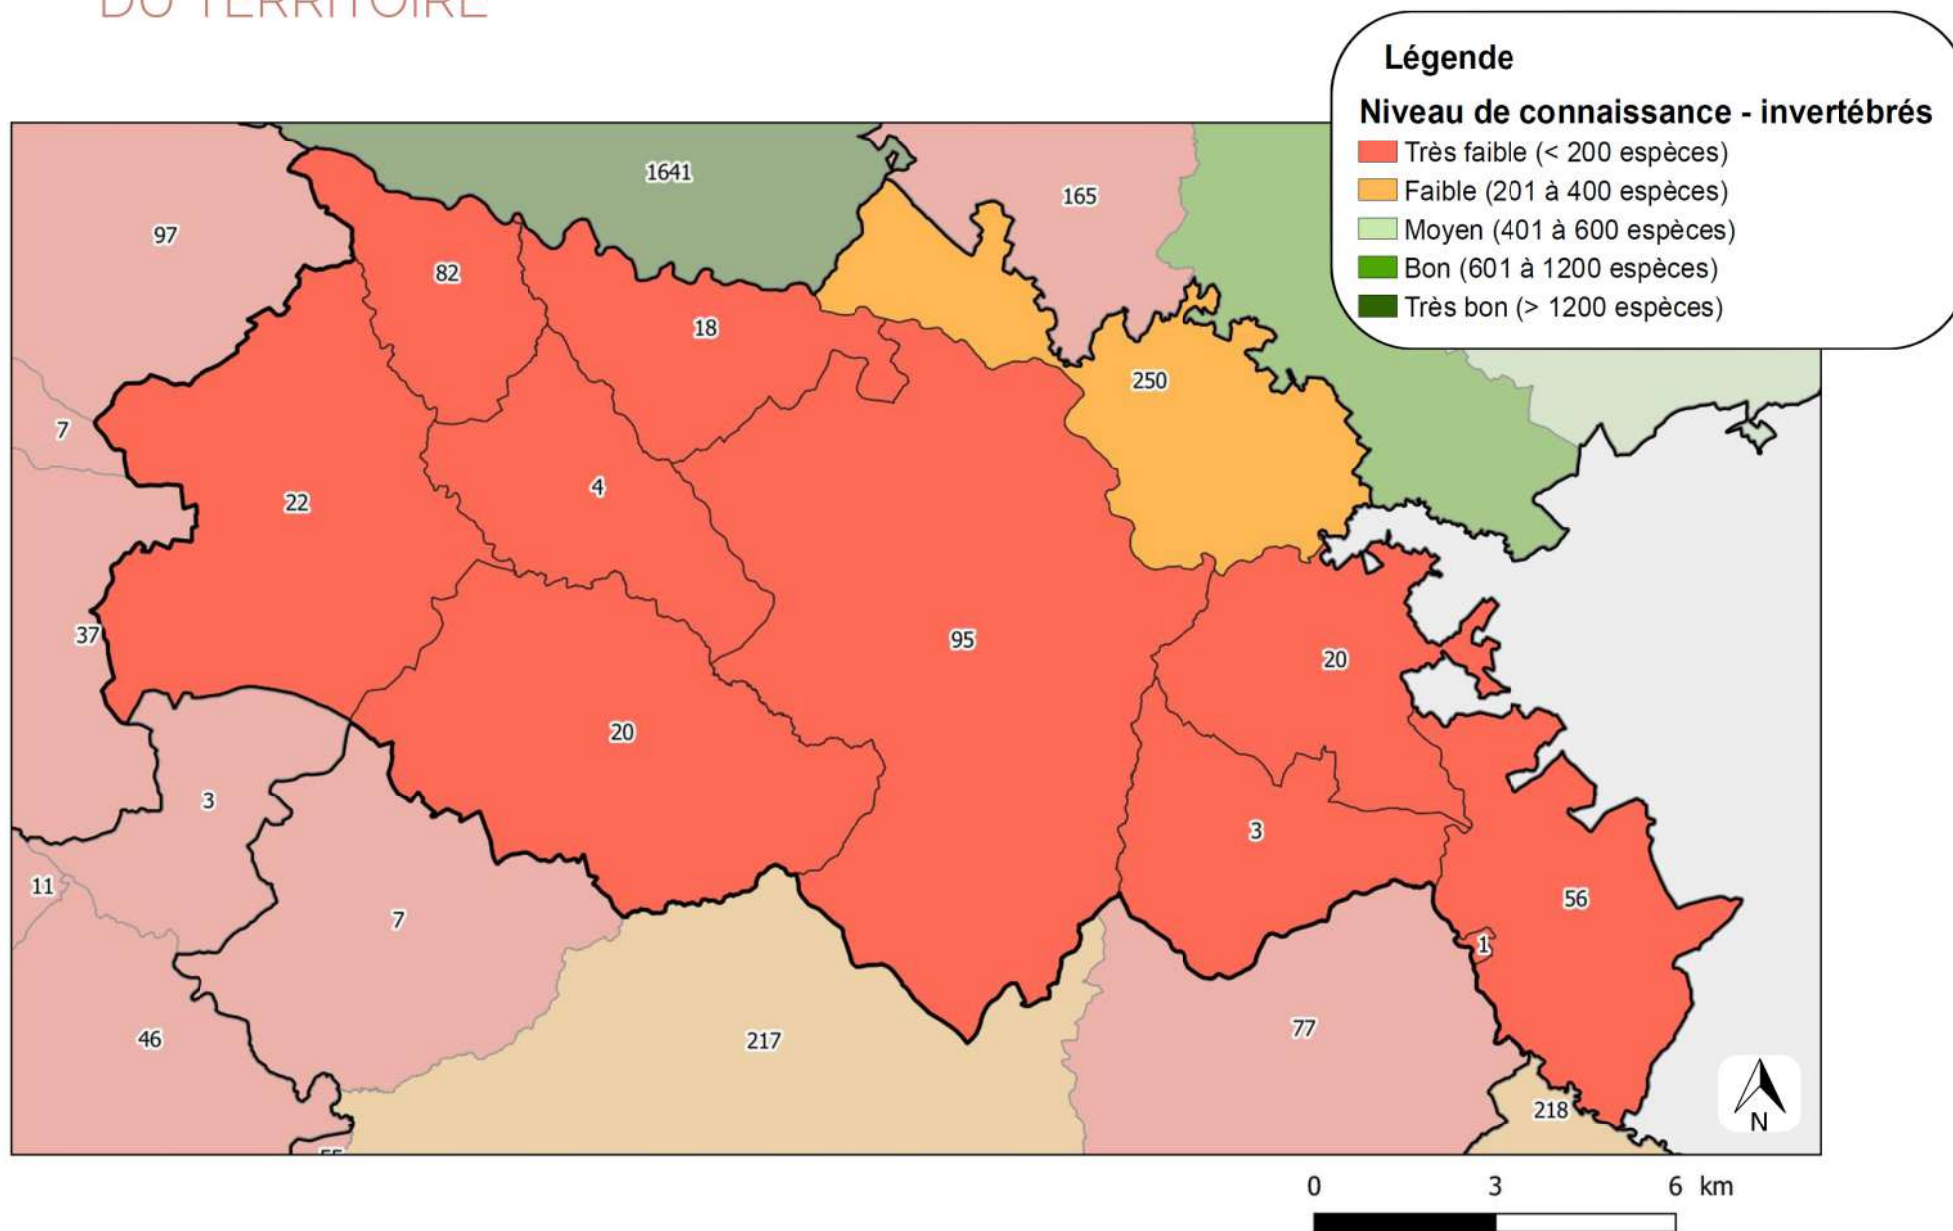 DU TERRITOIRE
Légende
Niveau de connaissance - invertébrés
Très faible (< 200 espèces)
Faible (201 à 400 espèces)
Moyen (401 à 600 espèces)
Bon (601 à 1200 espèces)
Très bon (> 1200 espèces)
1641
165
97
82
18
250
7
4
22
37
95
20
20
3
3
11
56
7
1
46
77
217
218
55
N
0 3 6 km